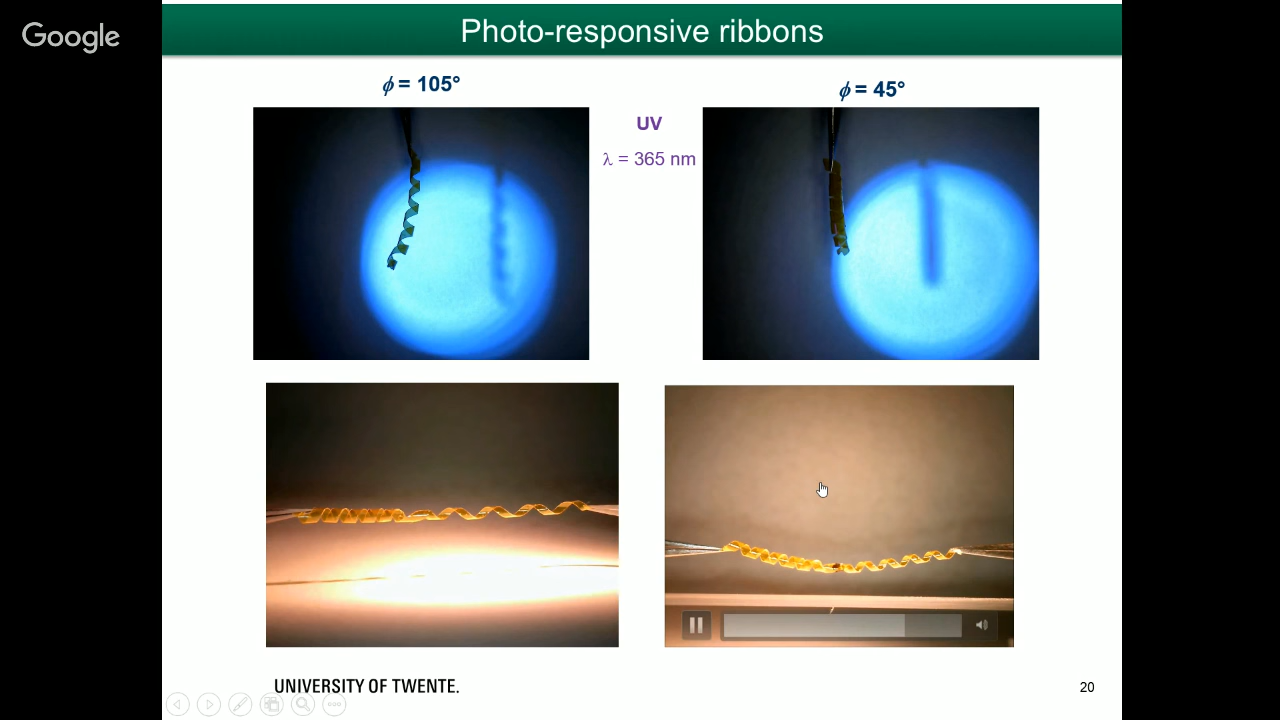 Google
Photo-responsive ribbons
ϕ = 105°
ϕ = 45°
UV
λ = 365 nm
UNIVERSITY OF TWENTE.
20